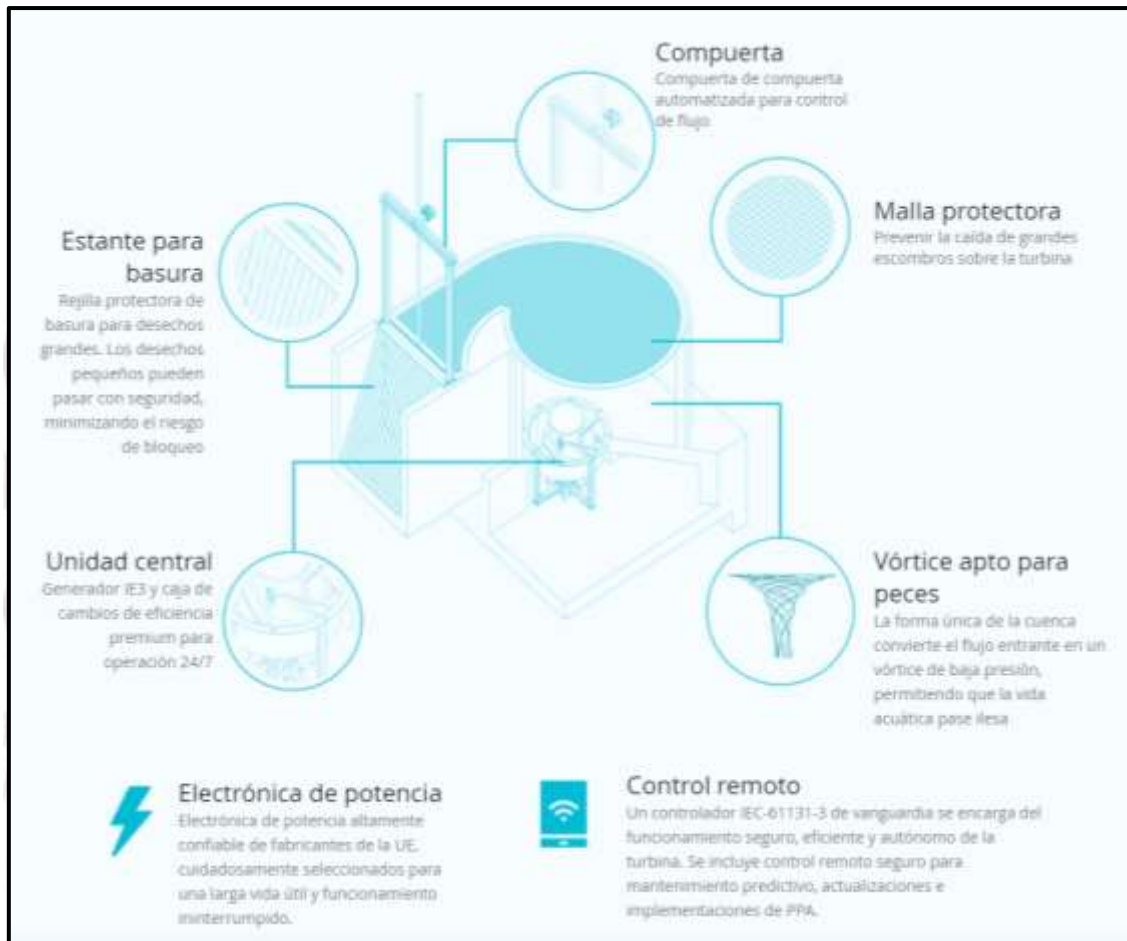 Compuerta
Compuerta de compuerta
automatizada para control
de flujo
Malla protectora
Prevenir la caída de grandes
escombros sobre la turbina
Estante para
basura
Rejilla protectora de
basura para desechos
grandes. Los desechos
pequeños pueden
pasar con seguridad,
minimizando el riesgo
de bloqueo
Unidad central
Generador IE3 y caja de
cambios de eficiencia
premium para
operación 24/7
Vórtice apto para
peces
La forma única de la cuenca
convierte el flujo entrante en un
vórtice de baja presilin,
permitiendo que la vida
acuática pase ilesa
Electrónica de potencia
Electrónica de potencia altamente
confiable de fabricantes de la UE,
cuidadosamente seleccionados para
una larga vida útil y funcionamiento
ininterrumpido.
Control remoto
Un controlador IEC-61131-3 de vanguardia se encarga del
funcionamiento seguro, eficiente y autónomo de la
turbina. Se incluye control remoto seguro para
mantenimiento predictivo, actualizaciones e
implementaciones de PPA.